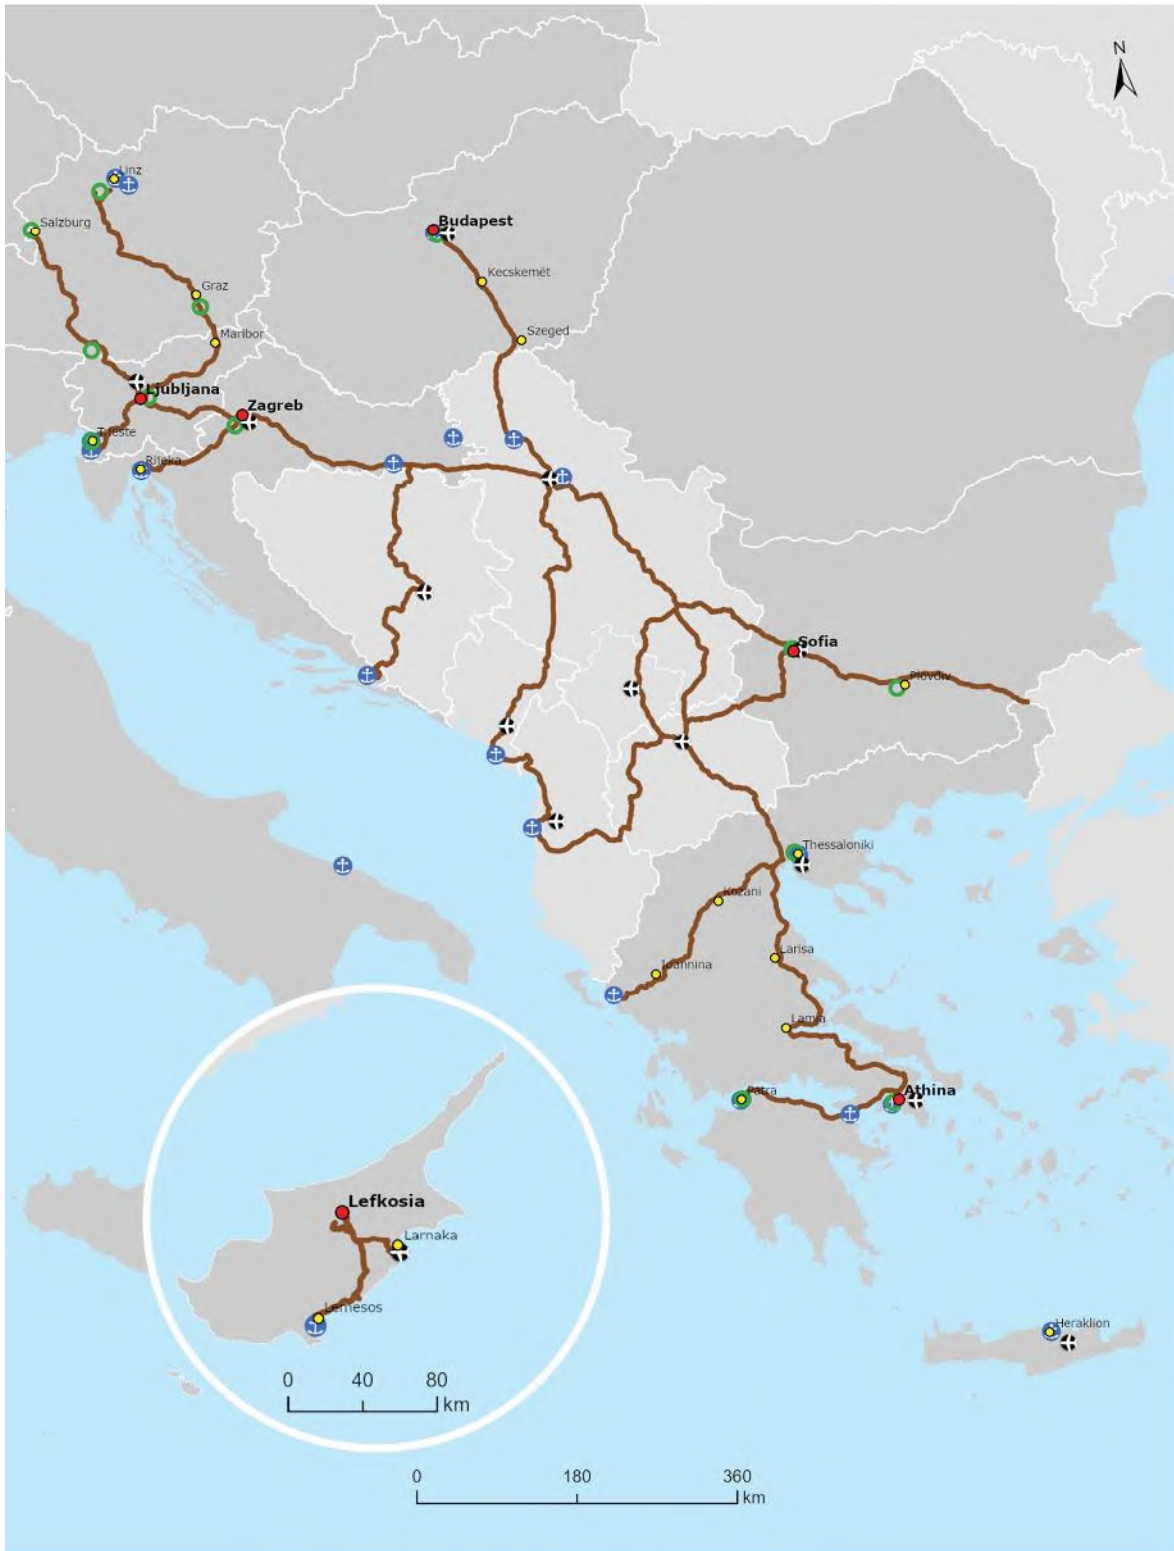 N
Linz
Salzburg
Budapest
Kecskemét
Graz
Szeged
Maribor
Ljubljana
Zagreb
Trieste
Rijeka
Sofia
Plovdiv
Thessaloniki
Kozani
Larisa
Ioannina
Lamia
Patra
Athina
Lefkosia
Larnaka
Lemesos
Heraklion
0 40 80
km
0 180 360
km